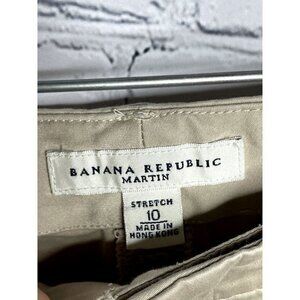 BANANA REPUBLIC
MARTIN
STRETCH
10
MADE IN
HONG KONG